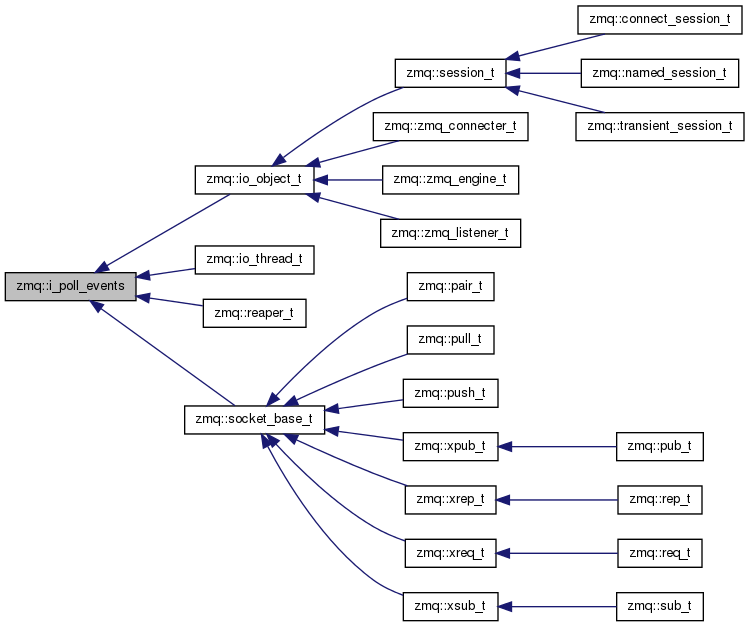 zmq::connect_session_t
zmq::session_t
zmq::named_session_t
zmq::zmq_connecter_t
zmq::transient_session_t
zmq::io_object_t
zmq::zmq_engine_t
zmq::zmq_listener_t
zmq::io_thread_t
zmq::i_poll_events
zmq::pair_t
zmq::reaper_t
zmq::pull_t
zmq::push_t
zmq::socket_base_t
zmq::xpub_t
zmq::pub_t
zmq::xrep_t
zmq::rep_t
zmq::xreq_t
zmq::req_t
zmq::xsub_t
zmq::sub_t